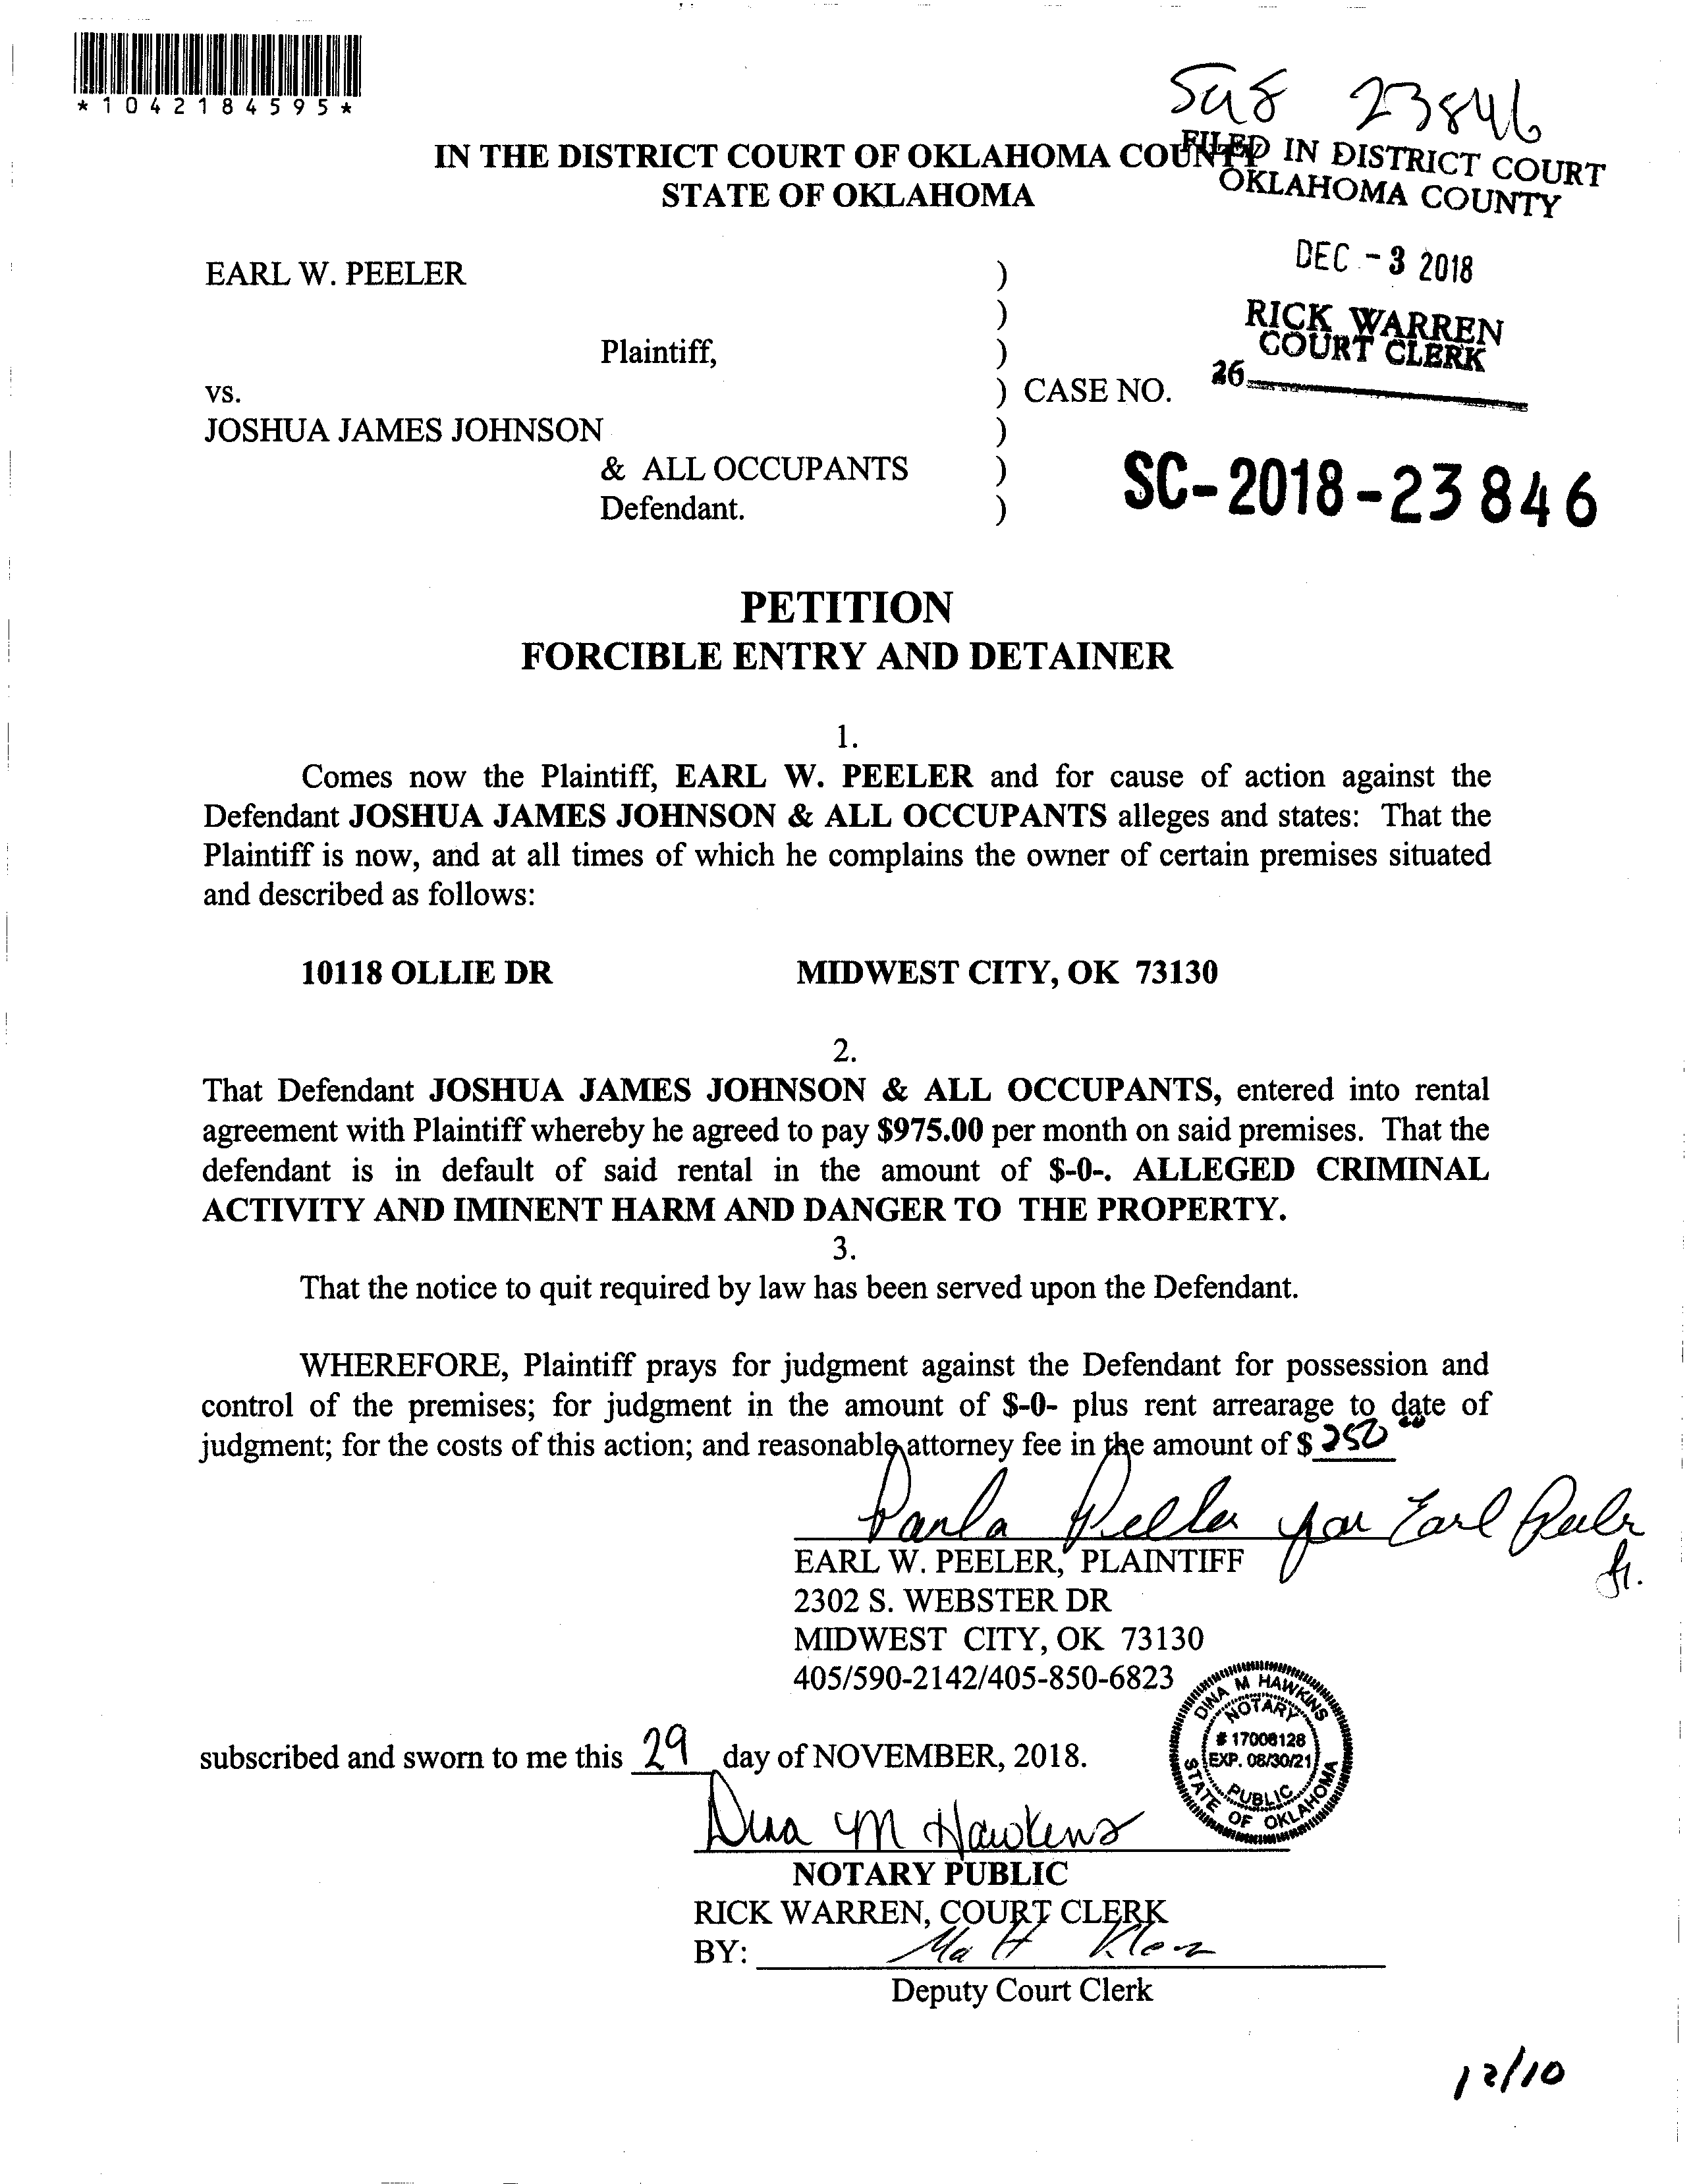 *1042184595*
23846
IN THE DISTRICT COURT OF OKLAHOMA COUNTY
STATE OF OKLAHOMA
FILED IN DISTRICT COURT
OKLAHOMA COUNTY
DEC -3 2018
RICK WARREN
COURT CLERK
26
EARL W. PEELER )
)
Plaintiff, )
vs. ) CASE NO.
JOSHUA JAMES JOHNSON )
& ALL OCCUPANTS )
Defendant. )
SC-2018-23846
PETITION
FORCIBLE ENTRY AND DETAINER
1.
Comes now the Plaintiff, EARL W. PEELER and for cause of action against the
Defendant JOSHUA JAMES JOHNSON & ALL OCCUPANTS alleges and states: That the
Plaintiff is now, and at all times of which he complains the owner of certain premises situated
and described as follows:
10118 OLLIE DR MIDWEST CITY, OK 73130
2.
That Defendant JOSHUA JAMES JOHNSON & ALL OCCUPANTS, entered into rental
agreement with Plaintiff whereby he agreed to pay $975.00 per month on said premises. That the
defendant is in default of said rental in the amount of $-0-. ALLEGED CRIMINAL
ACTIVITY AND IMINENT HARM AND DANGER TO THE PROPERTY.
3.
That the notice to quit required by law has been served upon the Defendant.
WHEREFORE, Plaintiff prays for judgment against the Defendant for possession and
control of the premises; for judgment in the amount of $-0- plus rent arrearage to date of
judgment; for the costs of this action; and reasonable attorney fee in the amount of $ 250 00
Paula Peeler for Earl Peeler
Jr.
EARL W. PEELER, PLAINTIFF
2302 S. WEBSTER DR
MIDWEST CITY, OK 73130
405/590-2142/405-850-6823
DINA M HAWKINS
NOTARY
# 17008128
EXP. 08/30/21
PUBLIC
STATE OF OKLAHOMA
subscribed and sworn to me this 29 day of NOVEMBER, 2018.
Dina M Hawkins
NOTARY PUBLIC
RICK WARREN, COURT CLERK
BY: Matt
Deputy Court Clerk
12/10